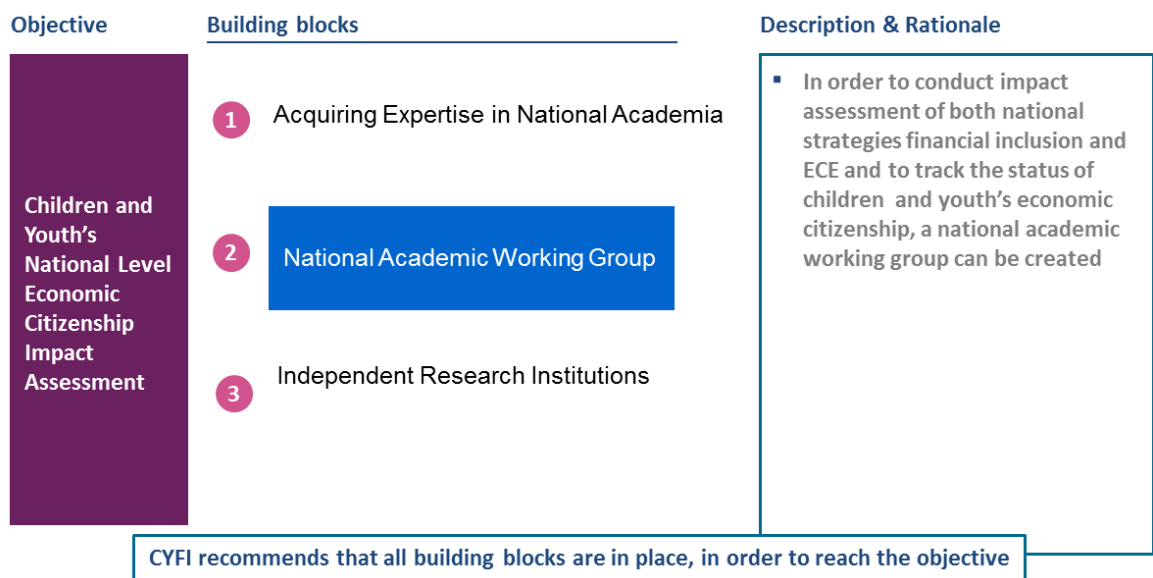 Objective
Building blocks
Description & Rationale
Children and
Youth's
National Level
Economic
Citizenship
Impact
Assessment
1
Acquiring Expertise in National Academia
2
National Academic Working Group
3
Independent Research Institutions
▪ In order to conduct impact
assessment of both national
strategies financial inclusion and
ECE and to track the status of
children and youth's economic
citizenship, a national academic
working group can be created
CYFI recommends that all building blocks are in place, in order to reach the objective